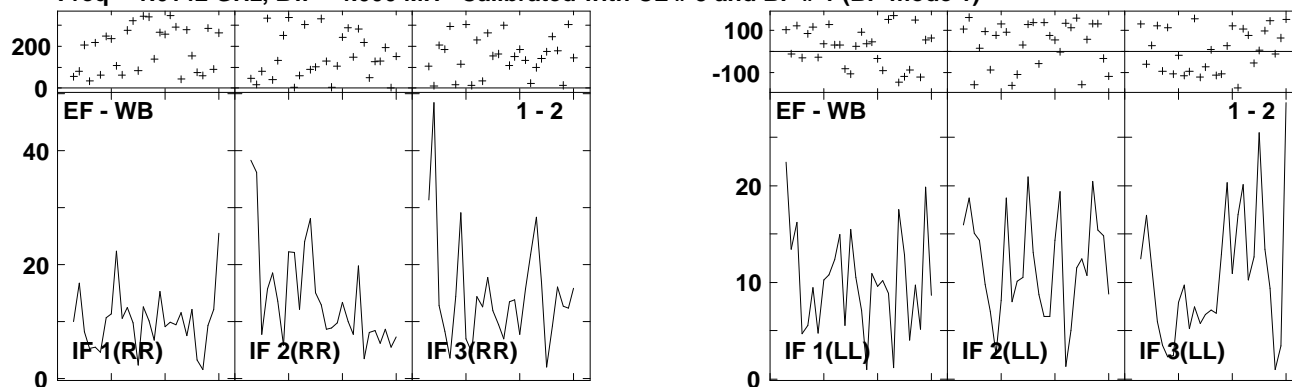 200
0
EF - WB
1 - 2
40
20
0
IF 1(RR)
IF 2(RR)
IF 3(RR)
100
-100
EF - WB
1 - 2
20
10
0
IF 1(LL)
IF 2(LL)
IF 3(LL)